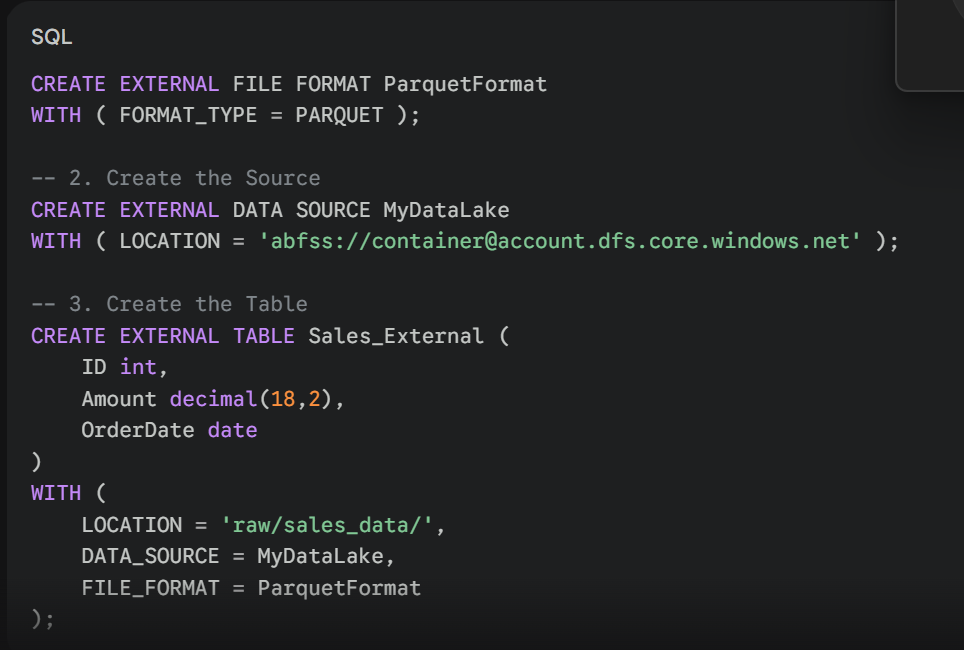 SQL
CREATE EXTERNAL FILE FORMAT ParquetFormat
WITH ( FORMAT_TYPE = PARQUET );
-- 2. Create the Source
CREATE EXTERNAL DATA SOURCE MyDataLake
WITH ( LOCATION = 'abfss://container@account.dfs.core.windows.net' );
-- 3. Create the Table
CREATE EXTERNAL TABLE Sales_External (
    ID int,
    Amount decimal(18,2),
    OrderDate date
)
WITH (
    LOCATION = 'raw/sales_data/',
    DATA_SOURCE = MyDataLake,
    FILE_FORMAT = ParquetFormat
);